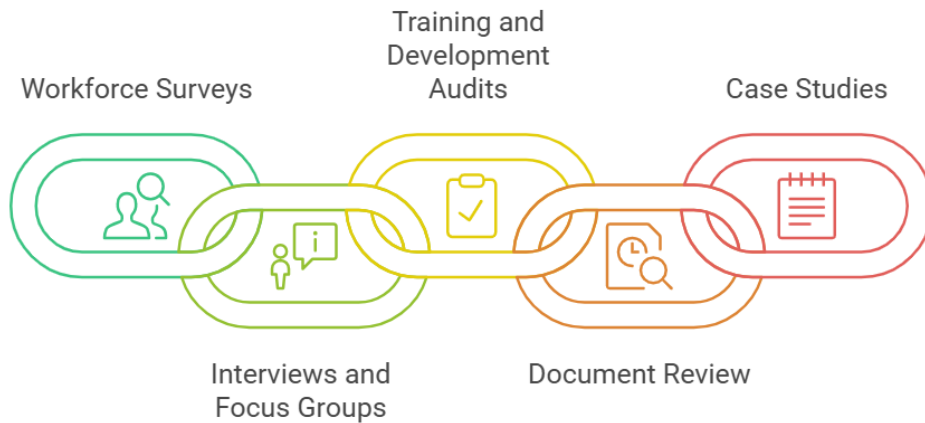 Workforce Surveys
Interviews and
Focus Groups
Training and
Development
Audits
Document Review
Case Studies